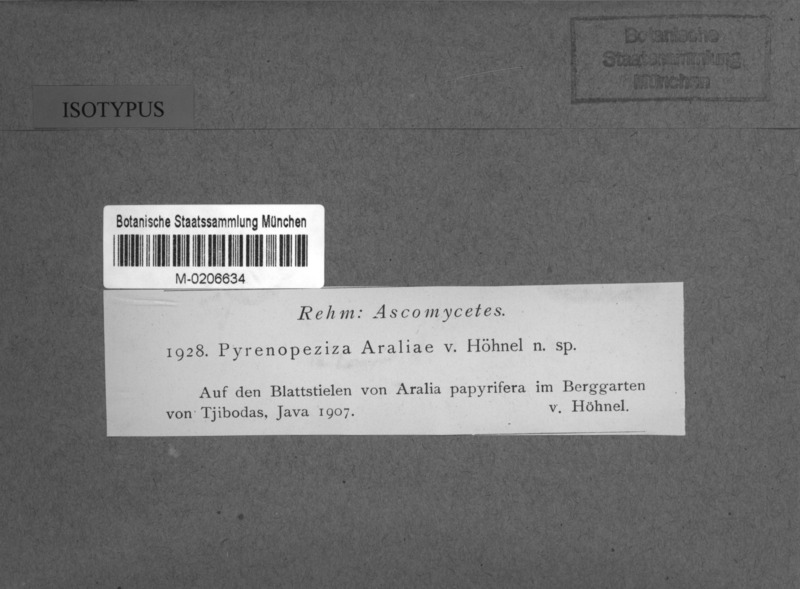 Botanische
Staatssammlung
München
ISOTYPUS
Botanische Staatssammlung München
M-0206634
Rehm: Ascomycetes.
1928. Pyrenopeziza Araliae v. Höhnel n. sp.
Auf den Blattstielen von Aralia papyrifera im Berggarten
von Tjibodas, Java 1907. v. Höhnel.